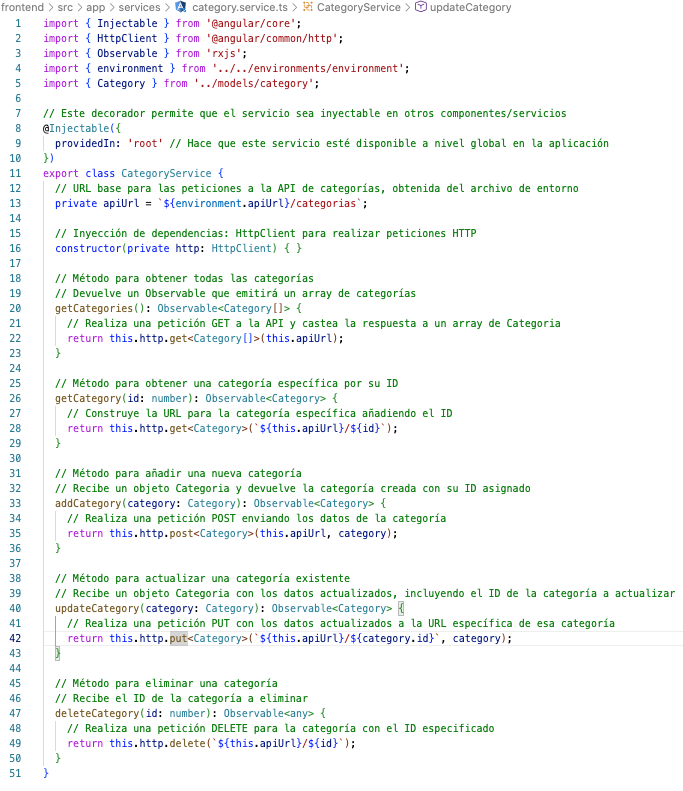 frontend > src > app > services > category.service.ts > CategoryService > updateCategory
1 import { Injectable } from '@angular/core';
2 import { HttpClient } from '@angular/common/http';
3 import { Observable } from 'rxjs';
4 import { environment } from '../../environments/environment';
5 import { Category } from '../models/category';
6
7 // Este decorador permite que el servicio sea inyectable en otros componentes/servicios
8 @Injectable({
9   providedIn: 'root' // Hace que este servicio esté disponible a nivel global en la aplicación
10 })
11 export class CategoryService {
12   // URL base para las peticiones a la API de categorías, obtenida del archivo de entorno
13   private apiUrl = `${environment.apiUrl}/categorias`;
14
15   // Inyección de dependencias: HttpClient para realizar peticiones HTTP
16   constructor(private http: HttpClient) { }
17
18   // Método para obtener todas las categorías
19   // Devuelve un Observable que emitirá un array de categorías
20   getCategories(): Observable<Category[]> {
21     // Realiza una petición GET a la API y castea la respuesta a un array de Categoria
22     return this.http.get<Category[]>(this.apiUrl);
23   }
24
25   // Método para obtener una categoría específica por su ID
26   getCategory(id: number): Observable<Category> {
27     // Construye la URL para la categoría específica añadiendo el ID
28     return this.http.get<Category>(`${this.apiUrl}/${id}`);
29   }
30
31   // Método para añadir una nueva categoría
32   // Recibe un objeto Categoria y devuelve la categoría creada con su ID asignado
33   addCategory(category: Category): Observable<Category> {
34     // Realiza una petición POST enviando los datos de la categoría
35     return this.http.post<Category>(this.apiUrl, category);
36   }
37
38   // Método para actualizar una categoría existente
39   // Recibe un objeto Categoria con los datos actualizados, incluyendo el ID de la categoría a actualizar
40   updateCategory(category: Category): Observable<Category> {
41     // Realiza una petición PUT con los datos actualizados a la URL específica de esa categoría
42     return this.http.put<Category>(`${this.apiUrl}/${category.id}`, category);
43   }
44
45   // Método para eliminar una categoría
46   // Recibe el ID de la categoría a eliminar
47   deleteCategory(id: number): Observable<any> {
48     // Realiza una petición DELETE para la categoría con el ID especificado
49     return this.http.delete(`${this.apiUrl}/${id}`);
50   }
51 }